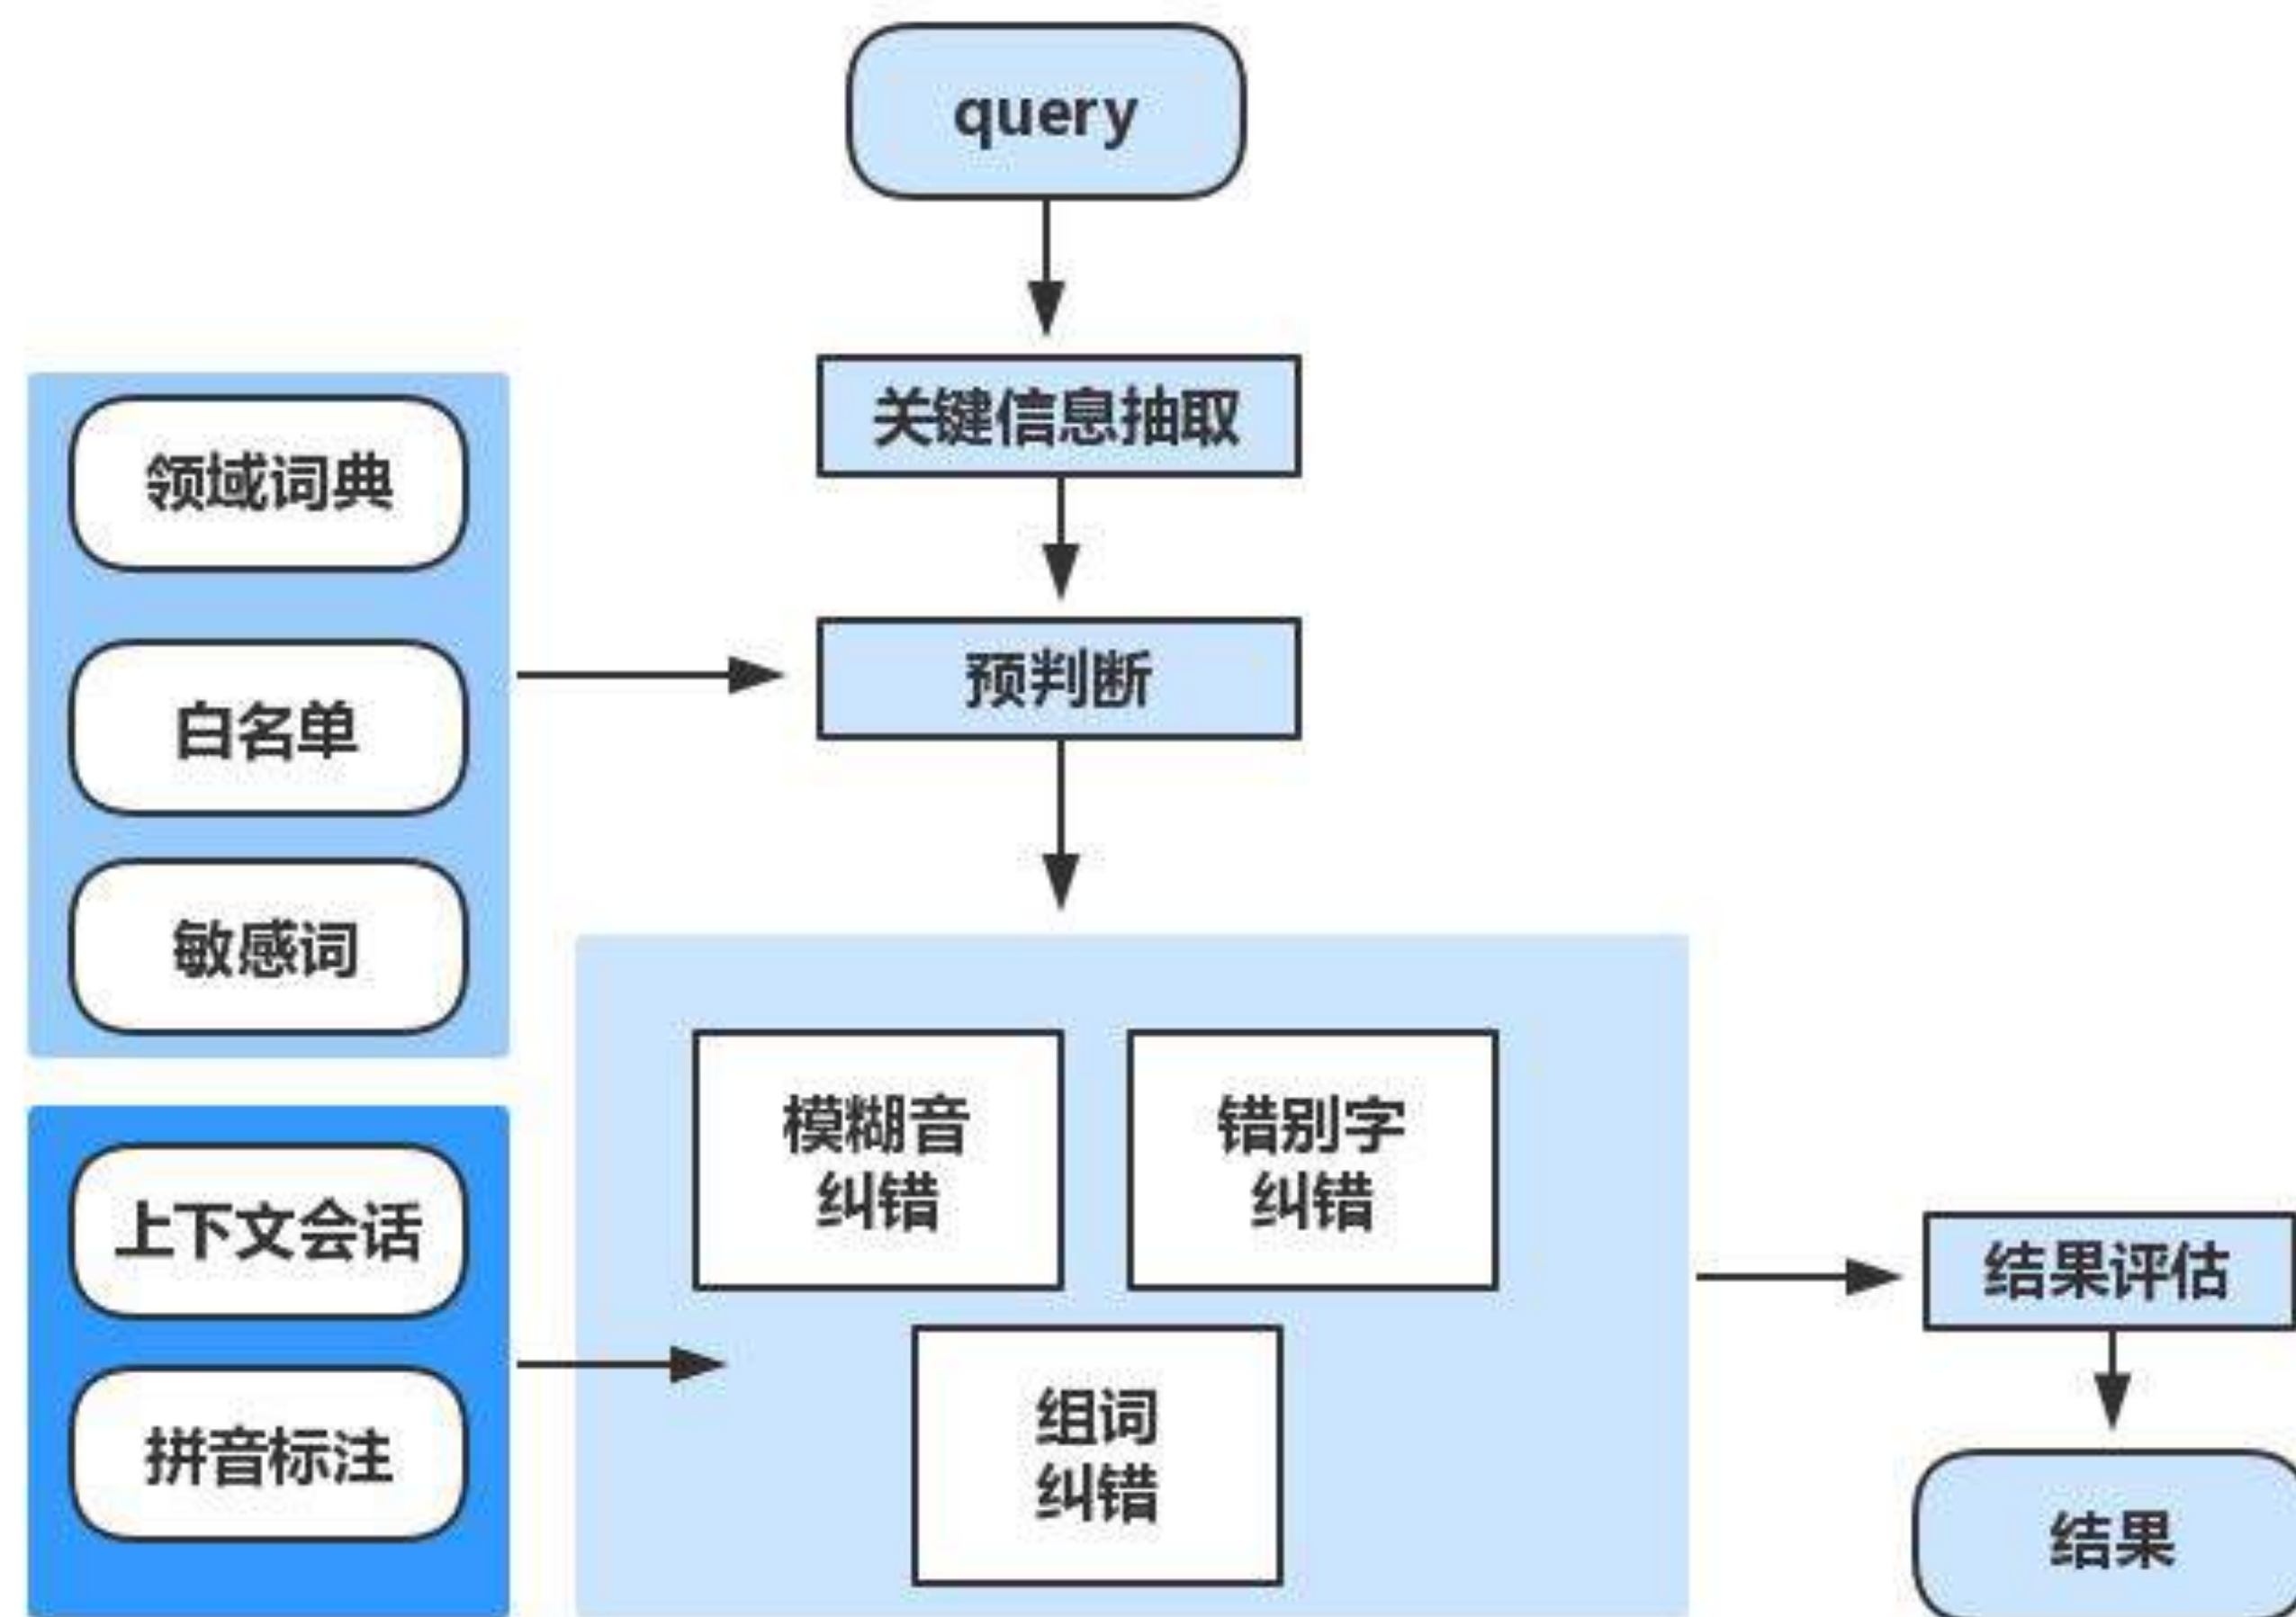 query
关键信息抽取
领域词典
预判断
白名单
敏感词
模糊音
纠错
错别字
纠错
上下文会话
结果评估
组词
纠错
拼音标注
结果